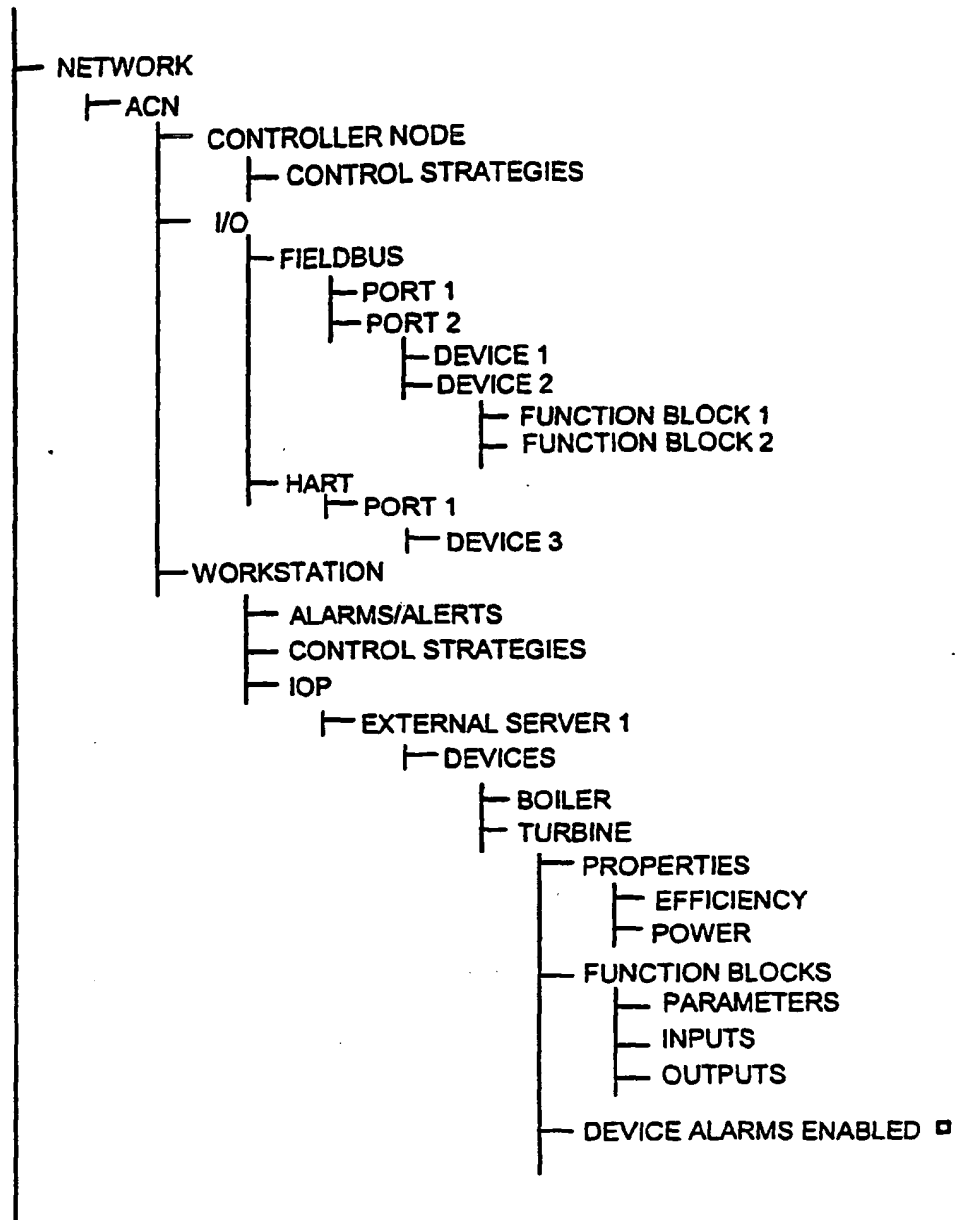 NETWORK
ACN
CONTROLLER NODE
CONTROL STRATEGIES
I/O
FIELDBUS
PORT 1
PORT 2
DEVICE 1
DEVICE 2
FUNCTION BLOCK 1
FUNCTION BLOCK 2
HART
PORT 1
DEVICE 3
WORKSTATION
ALARMS/ALERTS
CONTROL STRATEGIES
IOP
EXTERNAL SERVER 1
DEVICES
BOILER
TURBINE
PROPERTIES
EFFICIENCY
POWER
FUNCTION BLOCKS
PARAMETERS
INPUTS
OUTPUTS
DEVICE ALARMS ENABLED